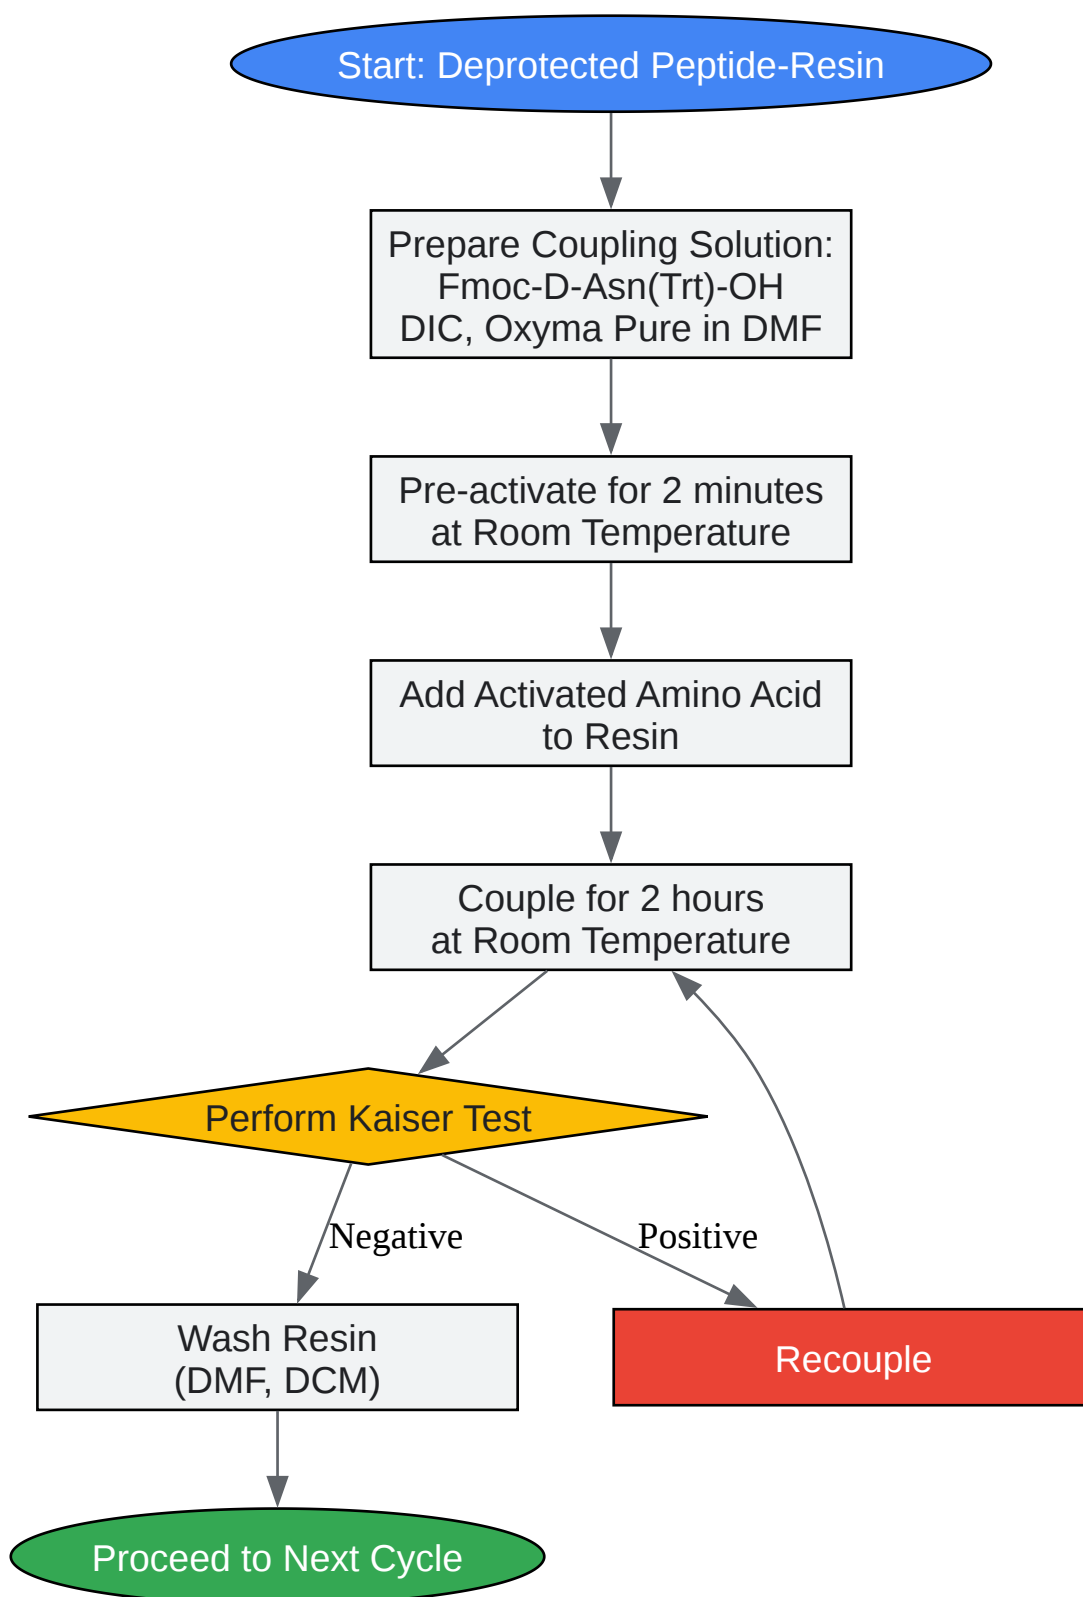 Start: Deprotected Peptide-Resin
Prepare Coupling Solution:
Fmoc-D-Asn(Trt)-OH
DIC, Oxyma Pure in DMF
Pre-activate for 2 minutes
at Room Temperature
Add Activated Amino Acid
to Resin
Couple for 2 hours
at Room Temperature
Perform Kaiser Test
Negative
Positive
Wash Resin
(DMF, DCM)
Recouple
Proceed to Next Cycle